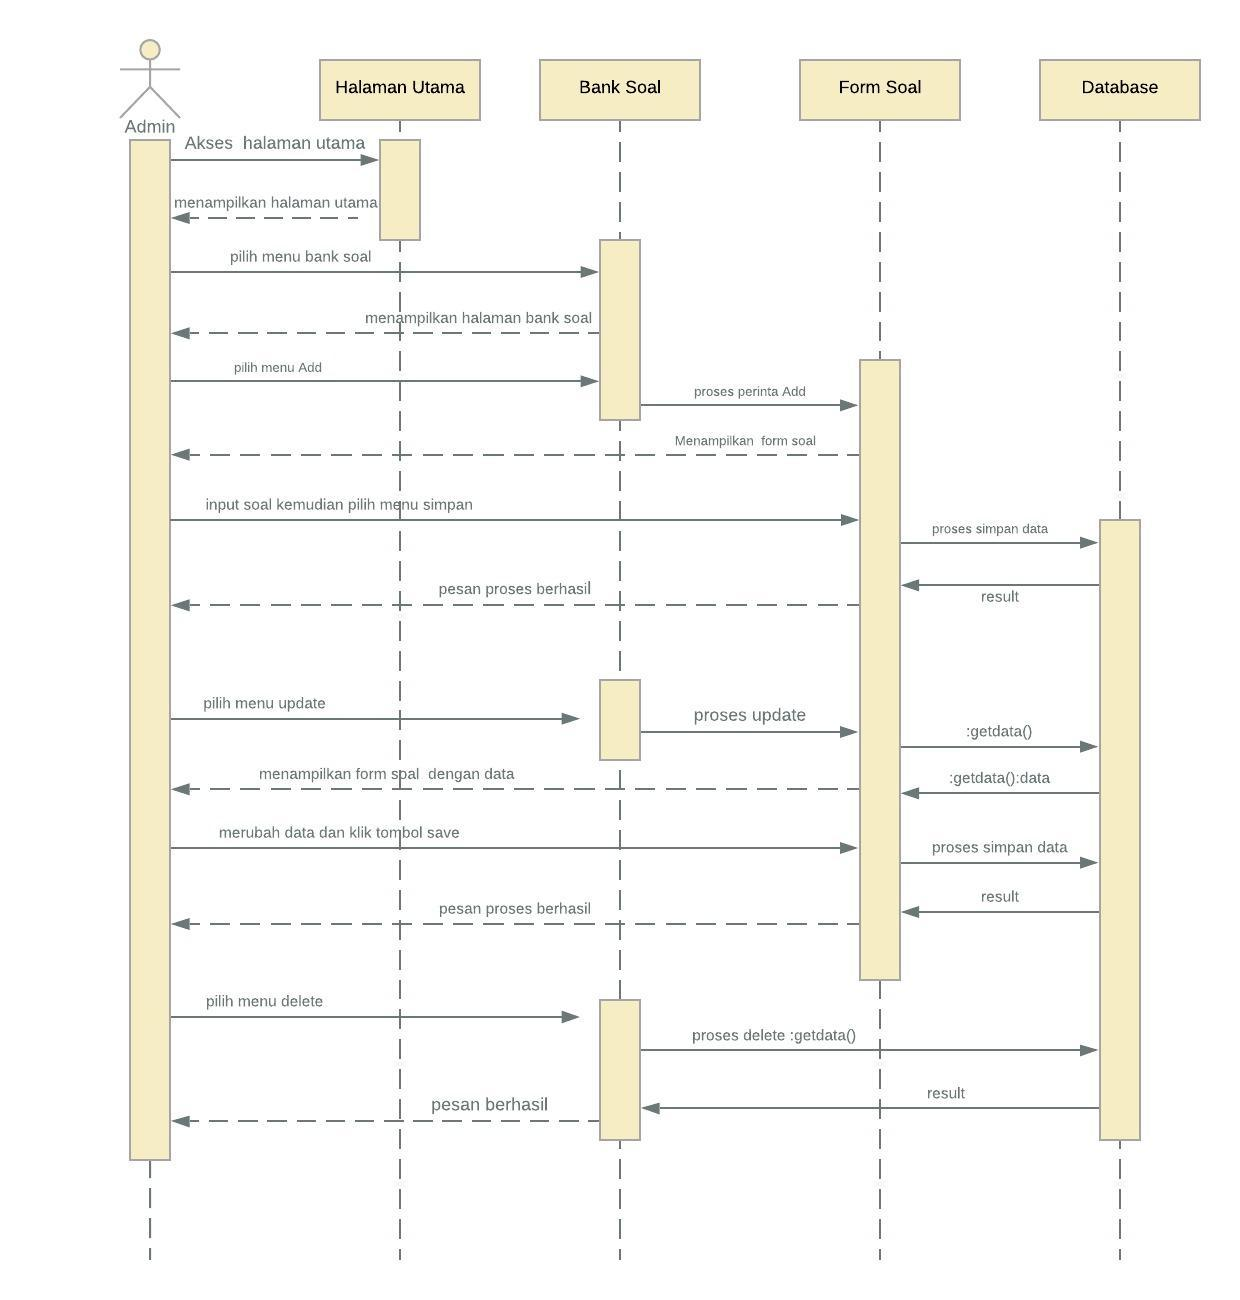 Halaman Utama
Bank Soal
Form Soal
Database
Admin
Akses  halaman utama
menampilkan halaman utama
pilih menu bank soal
menampilkan halaman bank soal
pilih menu Add
proses perinta Add
Menampilkan  form soal
input soal kemudian pilih menu simpan
proses simpan data
pesan proses berhasil
result
pilih menu update
proses update
:getdata()
menampilkan form soal  dengan data
:getdata():data
merubah data dan klik tombol save
proses simpan data
result
pesan proses berhasil
pilih menu delete
proses delete :getdata()
result
pesan berhasil